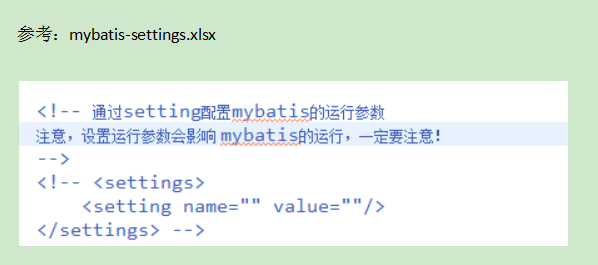 参考：mybatis-settings.xlsx
<!-- 通过setting配置mybatis的运行参数
注意，设置运行参数会影响 mybatis的运行，一定要注意！
-->
<!-- <settings>
<setting name="" value=""/>
</settings> -->